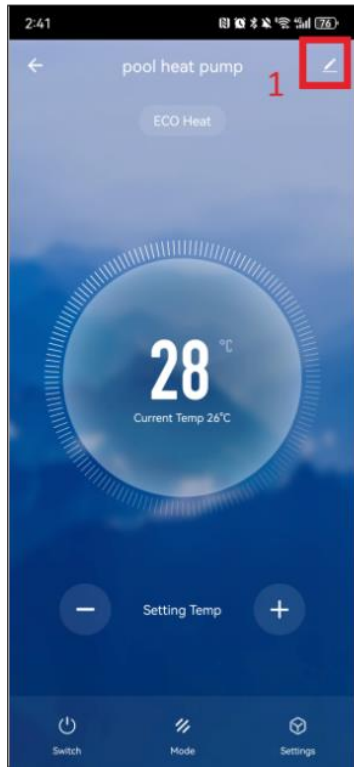 2:41 76
pool heat pump
1
ECO Heat
28 °C
Current Temp 26°C
Setting Temp
Switch Mode Settings